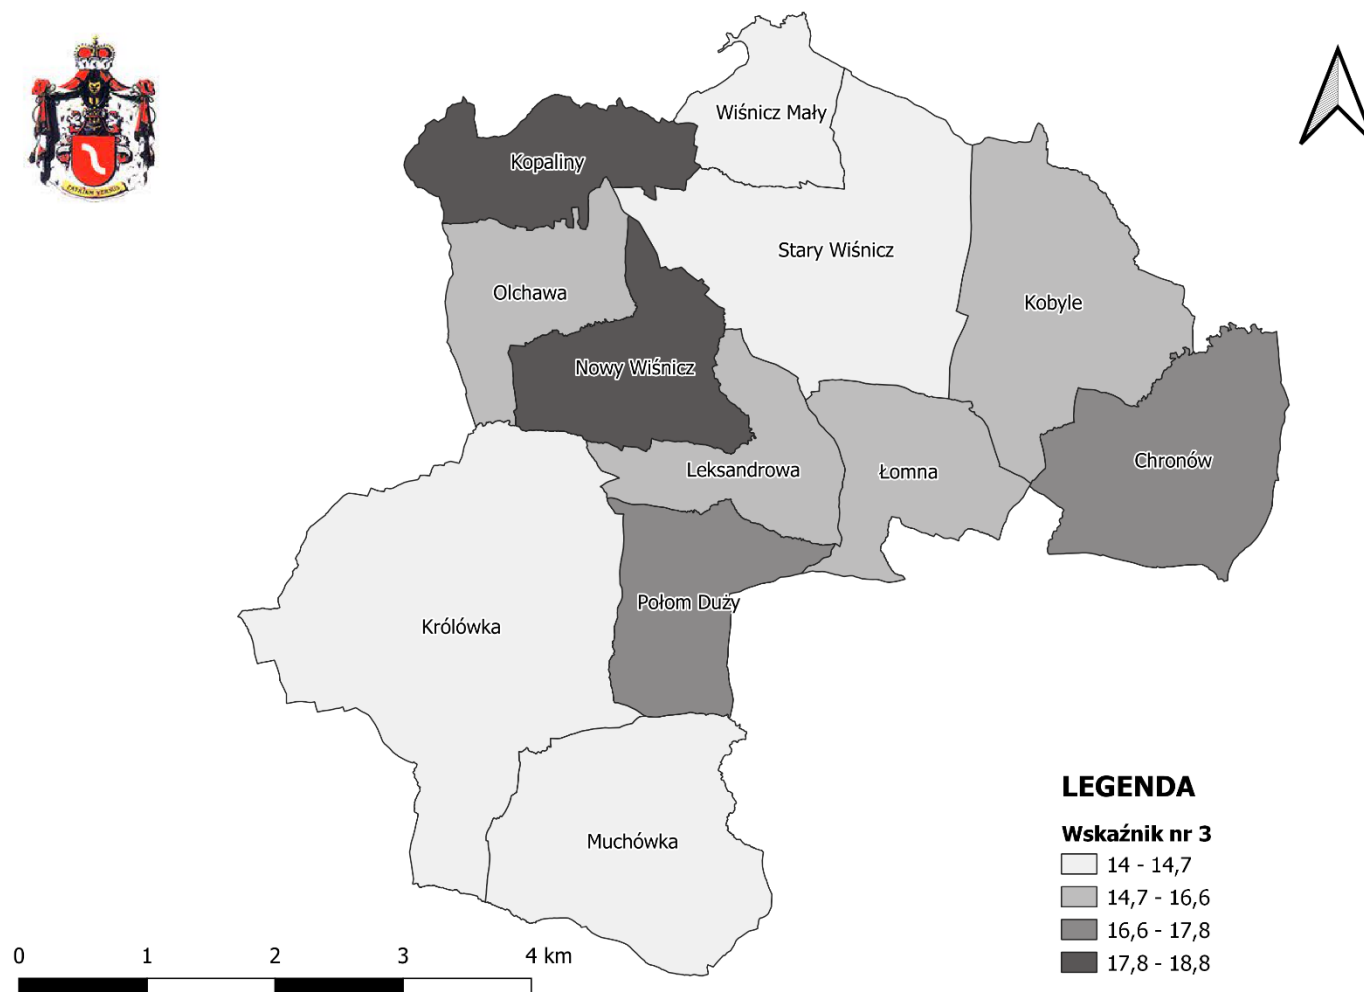 Wiśnicz Mały
Kopaliny
Stary Wiśnicz
Olchawa
Kobyle
Nowy Wiśnicz
Chronów
Leksandrowa
Łomna
Połom Duży
Królówka
Muchówka
LEGENDA
Wskaźnik nr 3
14 - 14,7
14,7 - 16,6
16,6 - 17,8
17,8 - 18,8
0 1 2 3 4 km